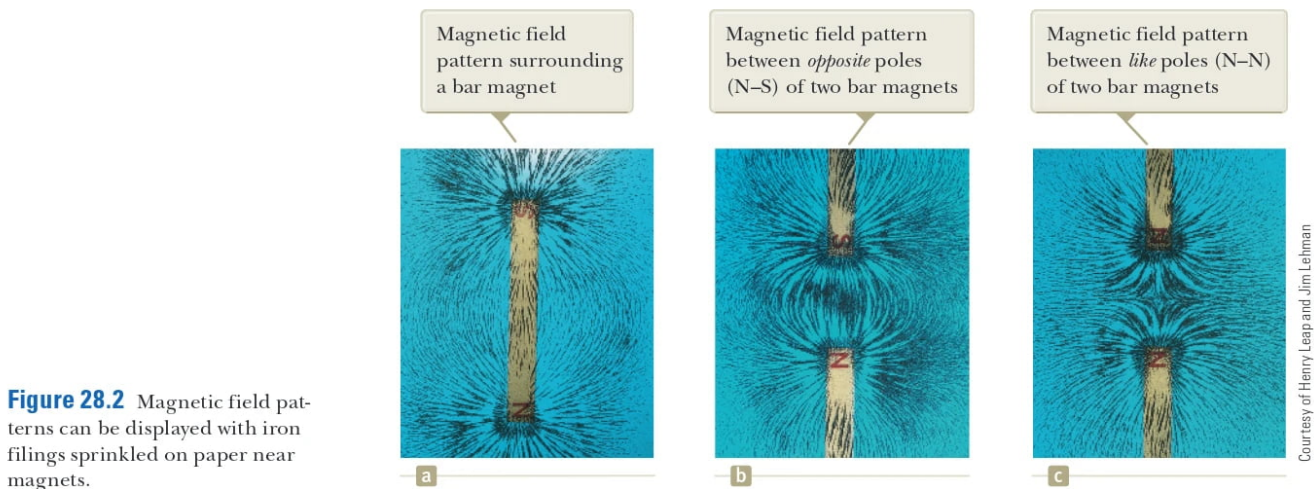 Magnetic field
pattern surrounding
a bar magnet
Magnetic field pattern
between opposite poles
(N–S) of two bar magnets
Magnetic field pattern
between like poles (N–N)
of two bar magnets
S
N
S
N
N
N
a
b
c
Courtesy of Henry Leap and Jim Lehman
Figure 28.2 Magnetic field pat-
terns can be displayed with iron
filings sprinkled on paper near
magnets.